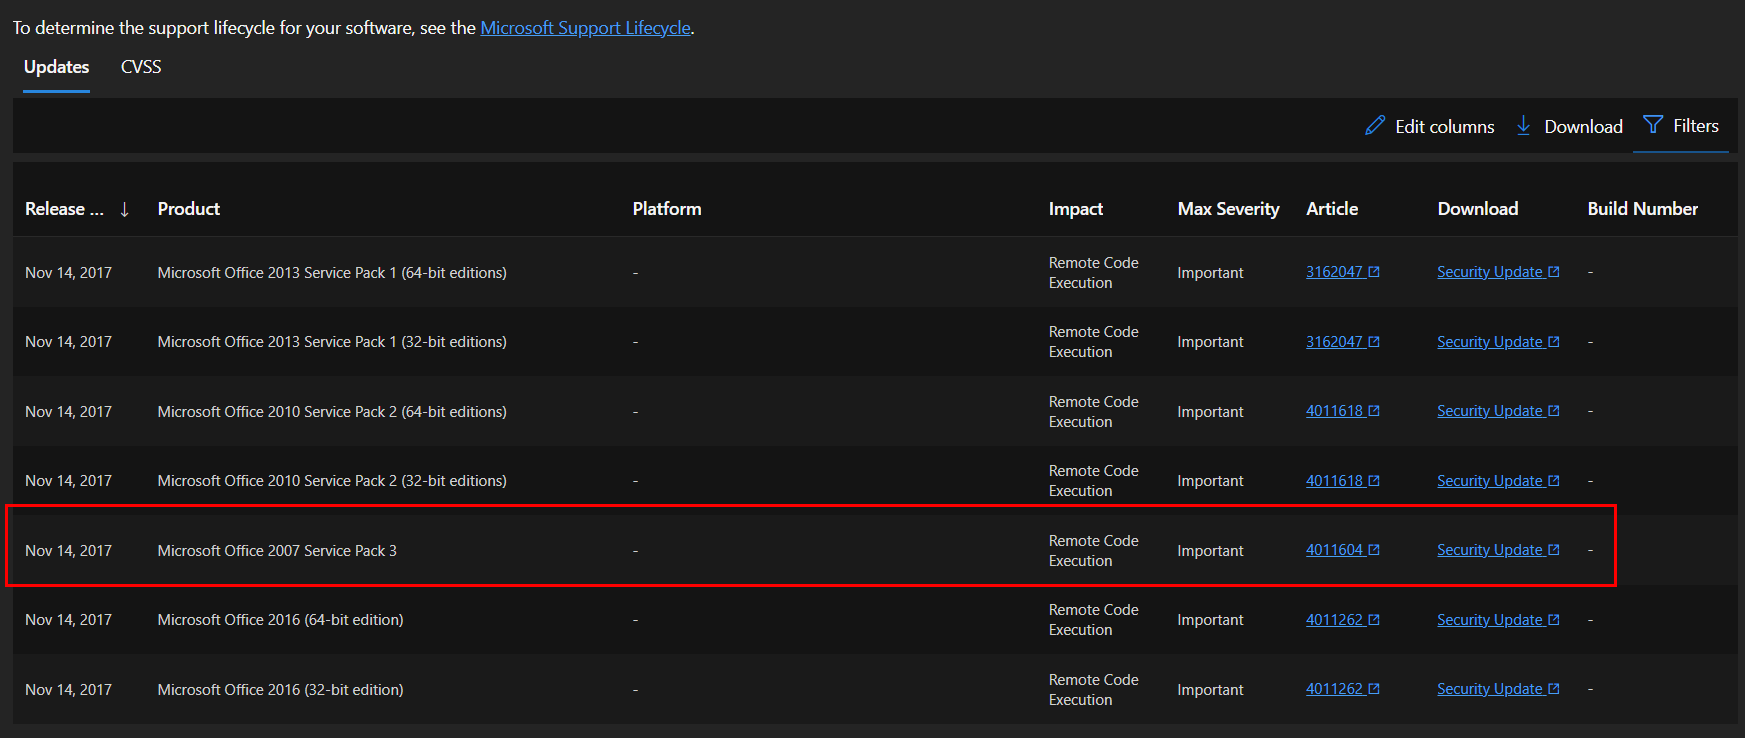 To determine the support lifecycle for your software, see the Microsoft Support Lifecycle.
Updates CVSS
Edit columns Download Filters
Release ... ↓ Product Platform Impact Max Severity Article Download Build Number
Nov 14, 2017 Microsoft Office 2013 Service Pack 1 (64-bit editions) - Remote Code Execution Important 3162047 Security Update -
Nov 14, 2017 Microsoft Office 2013 Service Pack 1 (32-bit editions) - Remote Code Execution Important 3162047 Security Update -
Nov 14, 2017 Microsoft Office 2010 Service Pack 2 (64-bit editions) - Remote Code Execution Important 4011618 Security Update -
Nov 14, 2017 Microsoft Office 2010 Service Pack 2 (32-bit editions) - Remote Code Execution Important 4011618 Security Update -
Nov 14, 2017 Microsoft Office 2007 Service Pack 3 - Remote Code Execution Important 4011604 Security Update -
Nov 14, 2017 Microsoft Office 2016 (64-bit edition) - Remote Code Execution Important 4011262 Security Update -
Nov 14, 2017 Microsoft Office 2016 (32-bit edition) - Remote Code Execution Important 4011262 Security Update -